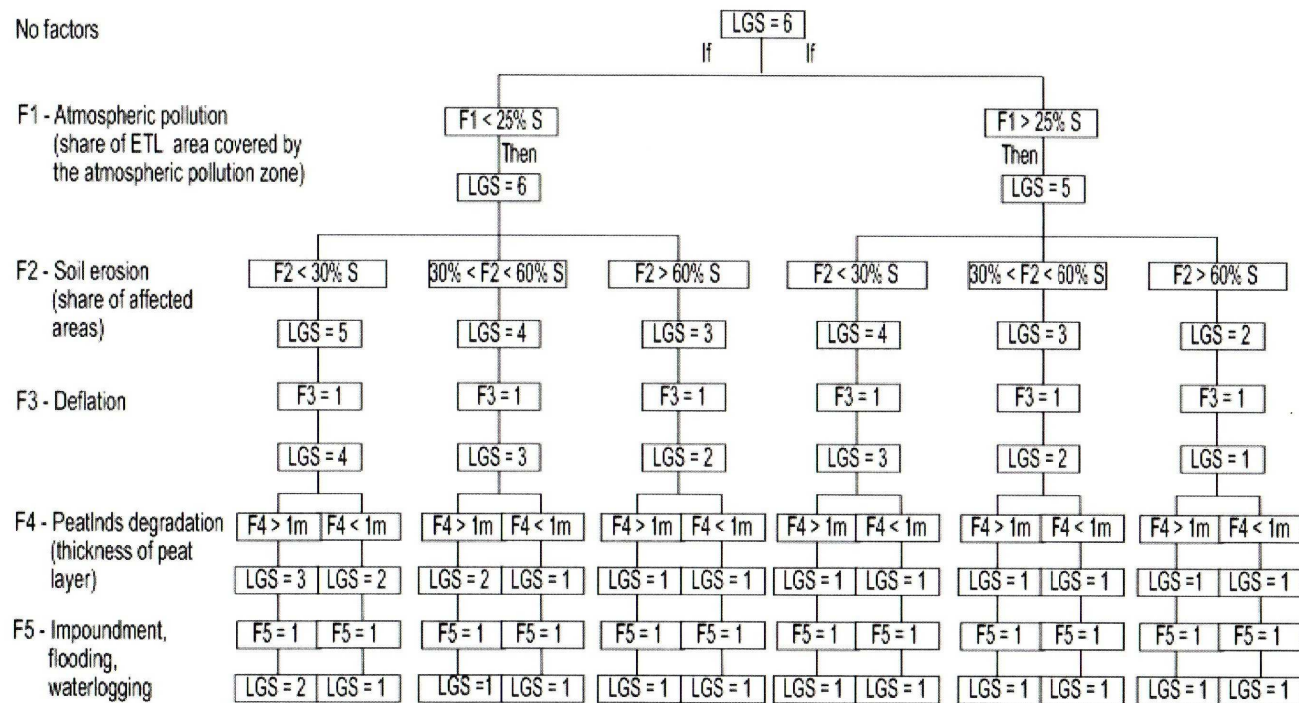 No factors
LGS = 6
If If
F1 - Atmospheric pollution
(share of ETL area covered by
the atmospheric pollution zone)
F1 < 25% S F1 > 25% S
Then Then
LGS = 6 LGS = 5
F2 - Soil erosion
(share of affected
areas)
F2 < 30% S 30% < F2 < 60% S F2 > 60% S F2 < 30% S 30% < F2 < 60% S F2 > 60% S
LGS = 5 LGS = 4 LGS = 3 LGS = 4 LGS = 3 LGS = 2
F3 - Deflation
F3 = 1 F3 = 1 F3 = 1 F3 = 1 F3 = 1 F3 = 1
LGS = 4 LGS = 3 LGS = 2 LGS = 3 LGS = 2 LGS = 1
F4 - Peatlnds degradation
(thickness of peat
layer)
F4 > 1m F4 < 1m F4 > 1m F4 < 1m F4 > 1m F4 < 1m F4 > 1m F4 < 1m F4 > 1m F4 < 1m F4 > 1m F4 < 1m
LGS = 3 LGS = 2 LGS = 2 LGS = 1 LGS = 1 LGS = 1 LGS = 1 LGS = 1 LGS = 1 LGS = 1 LGS =1 LGS = 1
F5 - Impoundment,
flooding,
waterlogging
F5 = 1 F5 = 1 F5 = 1 F5 = 1 F5 = 1 F5 = 1 F5 = 1 F5 = 1 F5 = 1 F5 = 1 F5 = 1 F5 = 1
LGS = 2 LGS = 1 LGS =1 LGS = 1 LGS = 1 LGS = 1 LGS = 1 LGS = 1 LGS = 1 LGS = 1 LGS = 1 LGS = 1